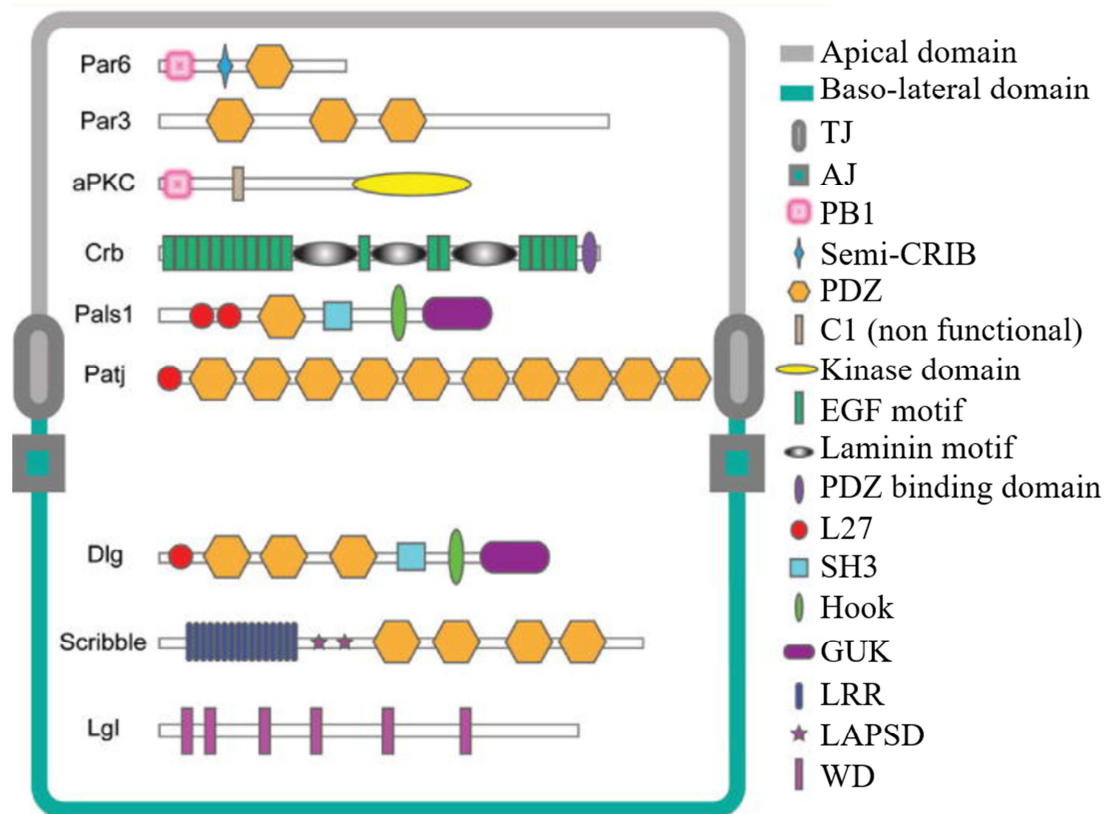 Par6
Par3
aPKC
Crb
Pals1
Patj
Dlg
Scribble
Lgl
Apical domain
Baso-lateral domain
TJ
AJ
PB1
Semi-CRIB
PDZ
C1 (non functional)
Kinase domain
EGF motif
Laminin motif
PDZ binding domain
L27
SH3
Hook
GUK
LRR
LAPSD
WD